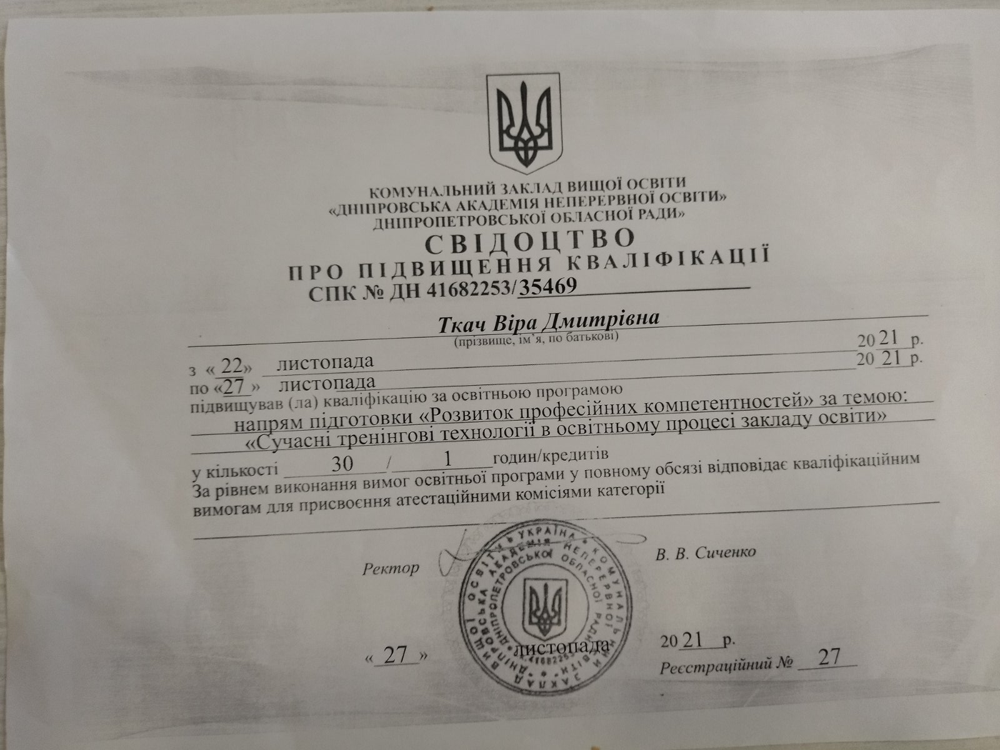 КОМУНАЛЬНИЙ ЗАКЛАД ВИЩОЇ ОСВІТИ
«ДНІПРОВСЬКА АКАДЕМІЯ НЕПЕРЕРВНОЇ ОСВІТИ»
ДНІПРОПЕТРОВСЬКОЇ ОБЛАСНОЇ РАДИ»
СВІДОЦТВО
ПРО ПІДВИЩЕННЯ КВАЛІФІКАЦІЇ
СПК № ДН 41682253/35469
Ткач Віра Дмитрівна
(прізвище, ім’я, по батькові)
з «22» листопада 2021 р.
по «27» листопада 2021 р.
підвищував (ла) кваліфікацію за освітньою програмою
напрям підготовки «Розвиток професійних компетентностей» за темою:
«Сучасні тренінгові технології в освітньому процесі закладу освіти»
у кількості 30 / 1 годин/кредитів
За рівнем виконання вимог освітньої програми у повному обсязі відповідає кваліфікаційним
вимогам для присвоєння атестаційними комісіями категорії
Ректор В. В. Сиченко
УКРАЇНА * КОМУНАЛЬНИЙ ЗАКЛАД ВИЩОЇ ОСВІТИ
ДНІПРОВСЬКА АКАДЕМІЯ НЕПЕРЕРВНОЇ ОСВІТИ
ДНІПРОПЕТРОВСЬКОЇ ОБЛАСНОЇ РАДИ
41682253
«27» листопада 2021 р.
Реєстраційний № 27